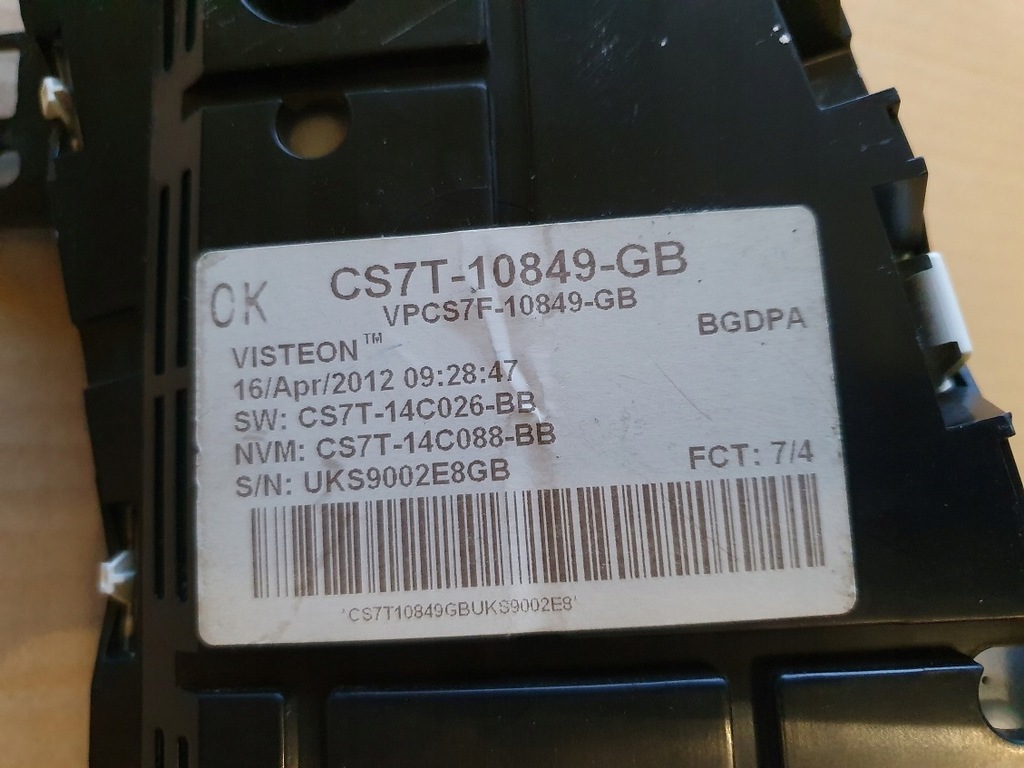 OK
CS7T-10849-GB
VPCS7F-10849-GB
BGDPA
VISTEON™
16/Apr/2012 09:28:47
SW: CS7T-14C026-BB
NVM: CS7T-14C088-BB
S/N: UKS9002E8GB
FCT: 7/4
*CS7T10849GBUKS9002E8*